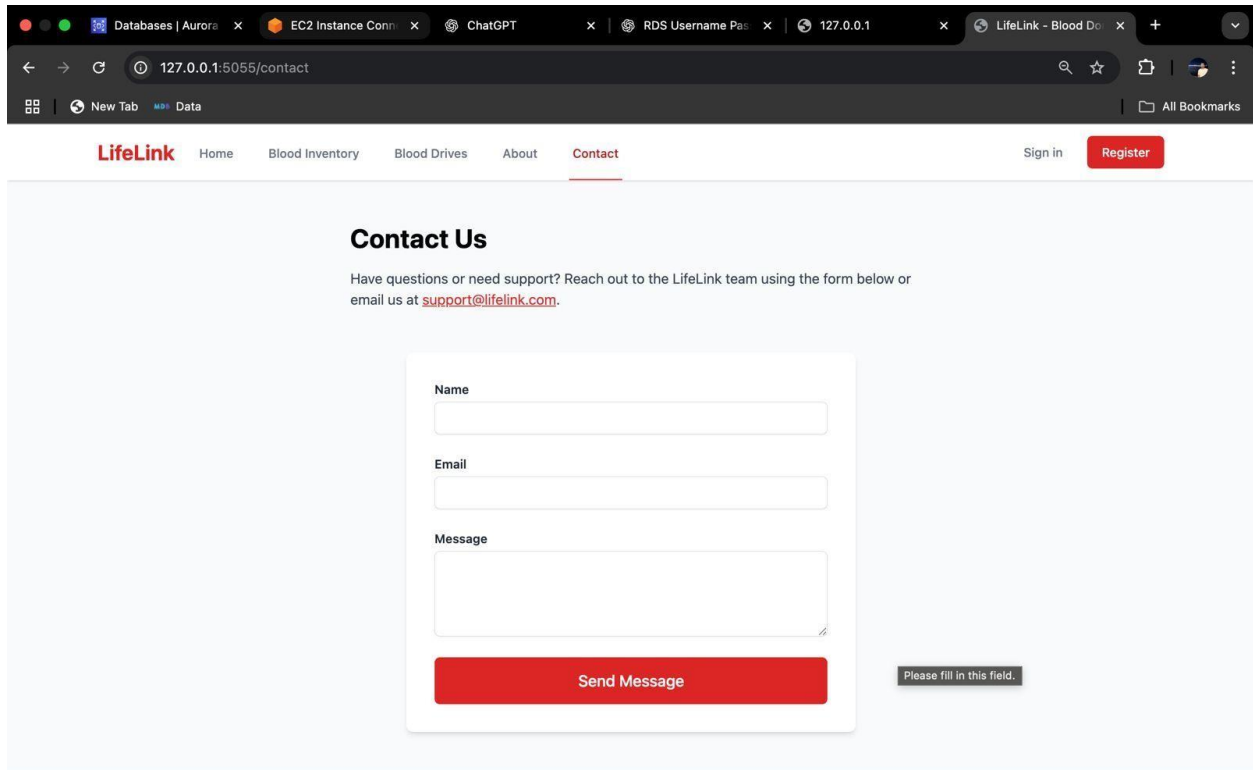 Databases | Aurora
EC2 Instance Conn
ChatGPT
RDS Username Pas
127.0.0.1
LifeLink - Blood Do
127.0.0.1:5055/contact
New Tab
MDS Data
All Bookmarks
LifeLink Home Blood Inventory Blood Drives About Contact Sign in Register
Contact Us
Have questions or need support? Reach out to the LifeLink team using the form below or
email us at support@lifelink.com.
Name
Email
Message
Send Message
Please fill in this field.